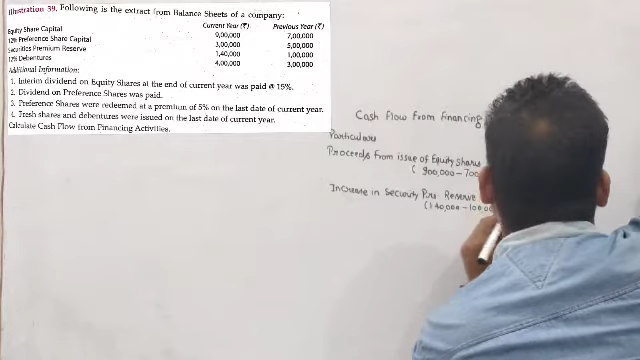 Illustration 39. Following is the extract from Balance Sheets of a company:
Current Year (₹) Previous Year (₹)
Equity Share Capital 9,00,000 7,00,000
12% Preference Share Capital 3,00,000 5,00,000
Securities Premium Reserve 1,40,000 1,00,000
12% Debentures 4,00,000 3,00,000
Additional Information:
1. Interim dividend on Equity Shares at the end of current year was paid @ 15%.
2. Dividend on Preference Shares was paid.
3. Preference Shares were redeemed at a premium of 5% on the last date of current year.
4. Fresh shares and debentures were issued on the last date of current year.
Calculate Cash Flow from Financing Activities.
Cash Flow From Financing
Particulars
Proceeds From issue of Equity Shares
( 900,000 - 700
Increase in Security Pre Reserve
(140,000 - 100,00